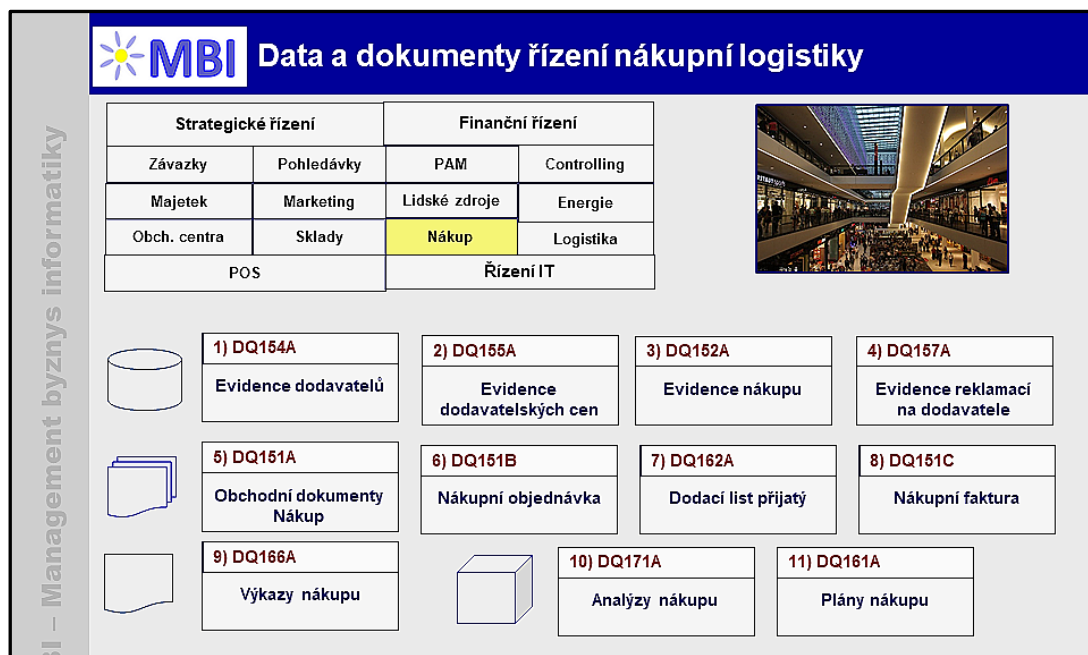 MBI
Data a dokumenty řízení nákupní logistiky
Strategické řízení
Finanční řízení
Závazky
Pohledávky
PAM
Controlling
Majetek
Marketing
Lidské zdroje
Energie
Obch. centra
Sklady
Nákup
Logistika
POS
Řízení IT
1) DQ154A
Evidence dodavatelů
2) DQ155A
Evidence
dodavatelských cen
3) DQ152A
Evidence nákupu
4) DQ157A
Evidence reklamací
na dodavatele
5) DQ151A
Obchodní dokumenty
Nákup
6) DQ151B
Nákupní objednávka
7) DQ162A
Dodací list přijatý
8) DQ151C
Nákupní faktura
9) DQ166A
Výkazy nákupu
10) DQ171A
Analýzy nákupu
11) DQ161A
Plány nákupu
BI – Management byznys informatiky